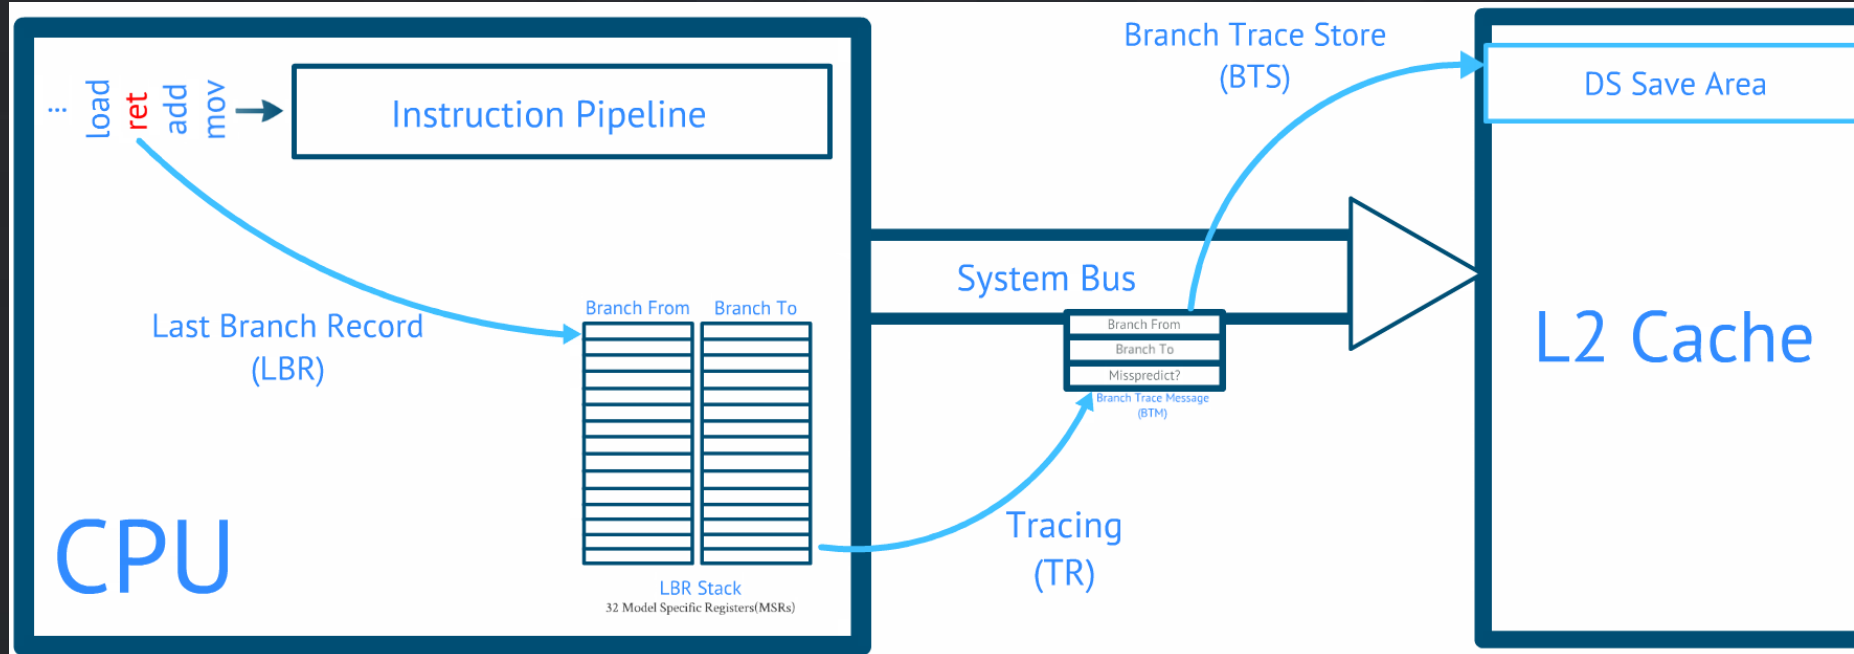 ...
load
ret
add
mov
Instruction Pipeline
Last Branch Record
(LBR)
Branch From
Branch To
LBR Stack
32 Model Specific Registers(MSRs)
CPU
System Bus
Branch From
Branch To
Misspredict?
Branch Trace Message
(BTM)
Tracing
(TR)
Branch Trace Store
(BTS)
DS Save Area
L2 Cache